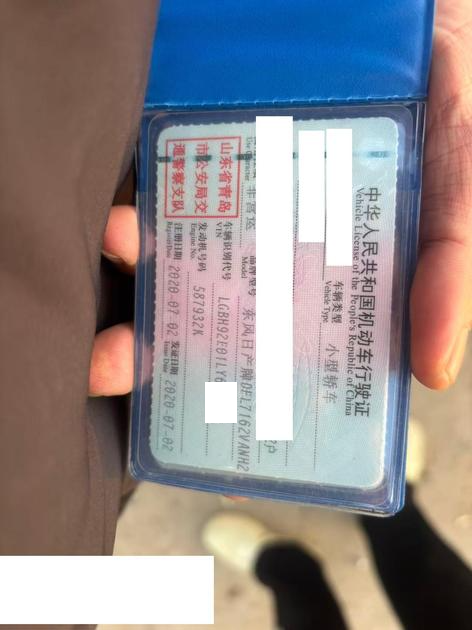 中华人民共和国机动车行驶证
Vehicle License of the People's Republic of China
车辆类型 小型轿车
Vehicle Type
非营运
Use Character
品牌型号 东风日产牌DFL7162VANH2
Model
山东省青岛
市公安局交
通警察支队
车辆识别代号 LGBH92E01LY6
VIN
发动机号码 587932K
Engine No.
注册日期 2020-07-02 发证日期 2020-07-02
Register Date Issue Date